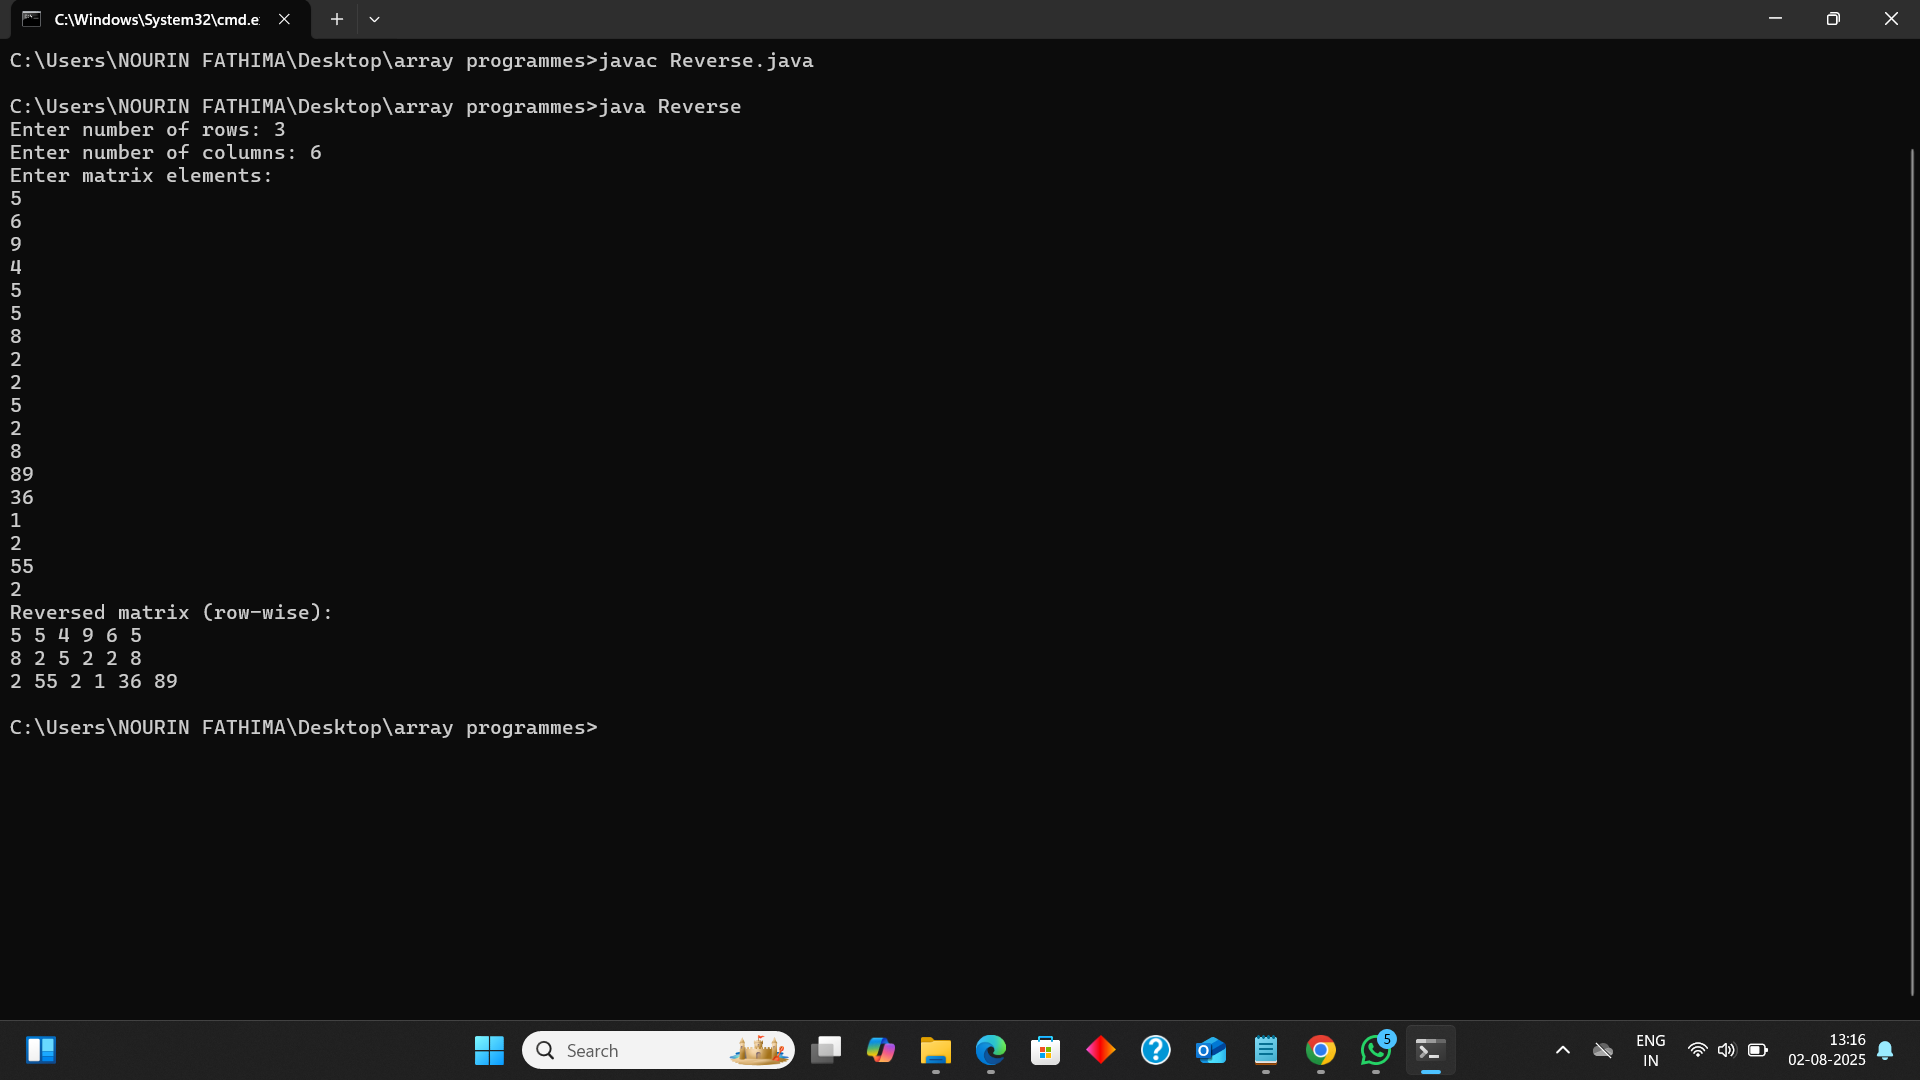 C:\Windows\System32\cmd.e
C:\Users\NOURIN FATHIMA\Desktop\array programmes>javac Reverse.java
C:\Users\NOURIN FATHIMA\Desktop\array programmes>java Reverse
Enter number of rows: 3
Enter number of columns: 6
Enter matrix elements:
5
6
9
4
5
5
8
2
2
5
2
8
89
36
1
2
55
2
Reversed matrix (row-wise):
5 5 4 9 6 5
8 2 5 2 2 8
2 55 2 1 36 89
C:\Users\NOURIN FATHIMA\Desktop\array programmes>
Search
5
ENG
IN
13:16
02-08-2025